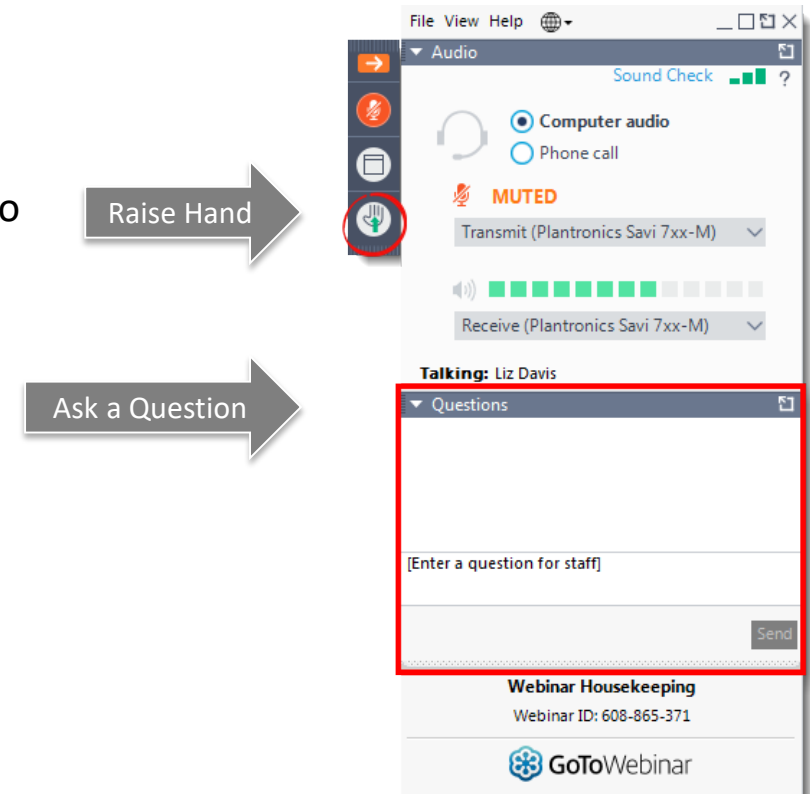 File View Help
Audio
Sound Check ?
Computer audio
Phone call
MUTED
o
Raise Hand
Transmit (Plantronics Savi 7xx-M)
Receive (Plantronics Savi 7xx-M)
Talking: Liz Davis
Ask a Question
Questions
[Enter a question for staff]
Send
Webinar Housekeeping
Webinar ID: 608-865-371
GoToWebinar